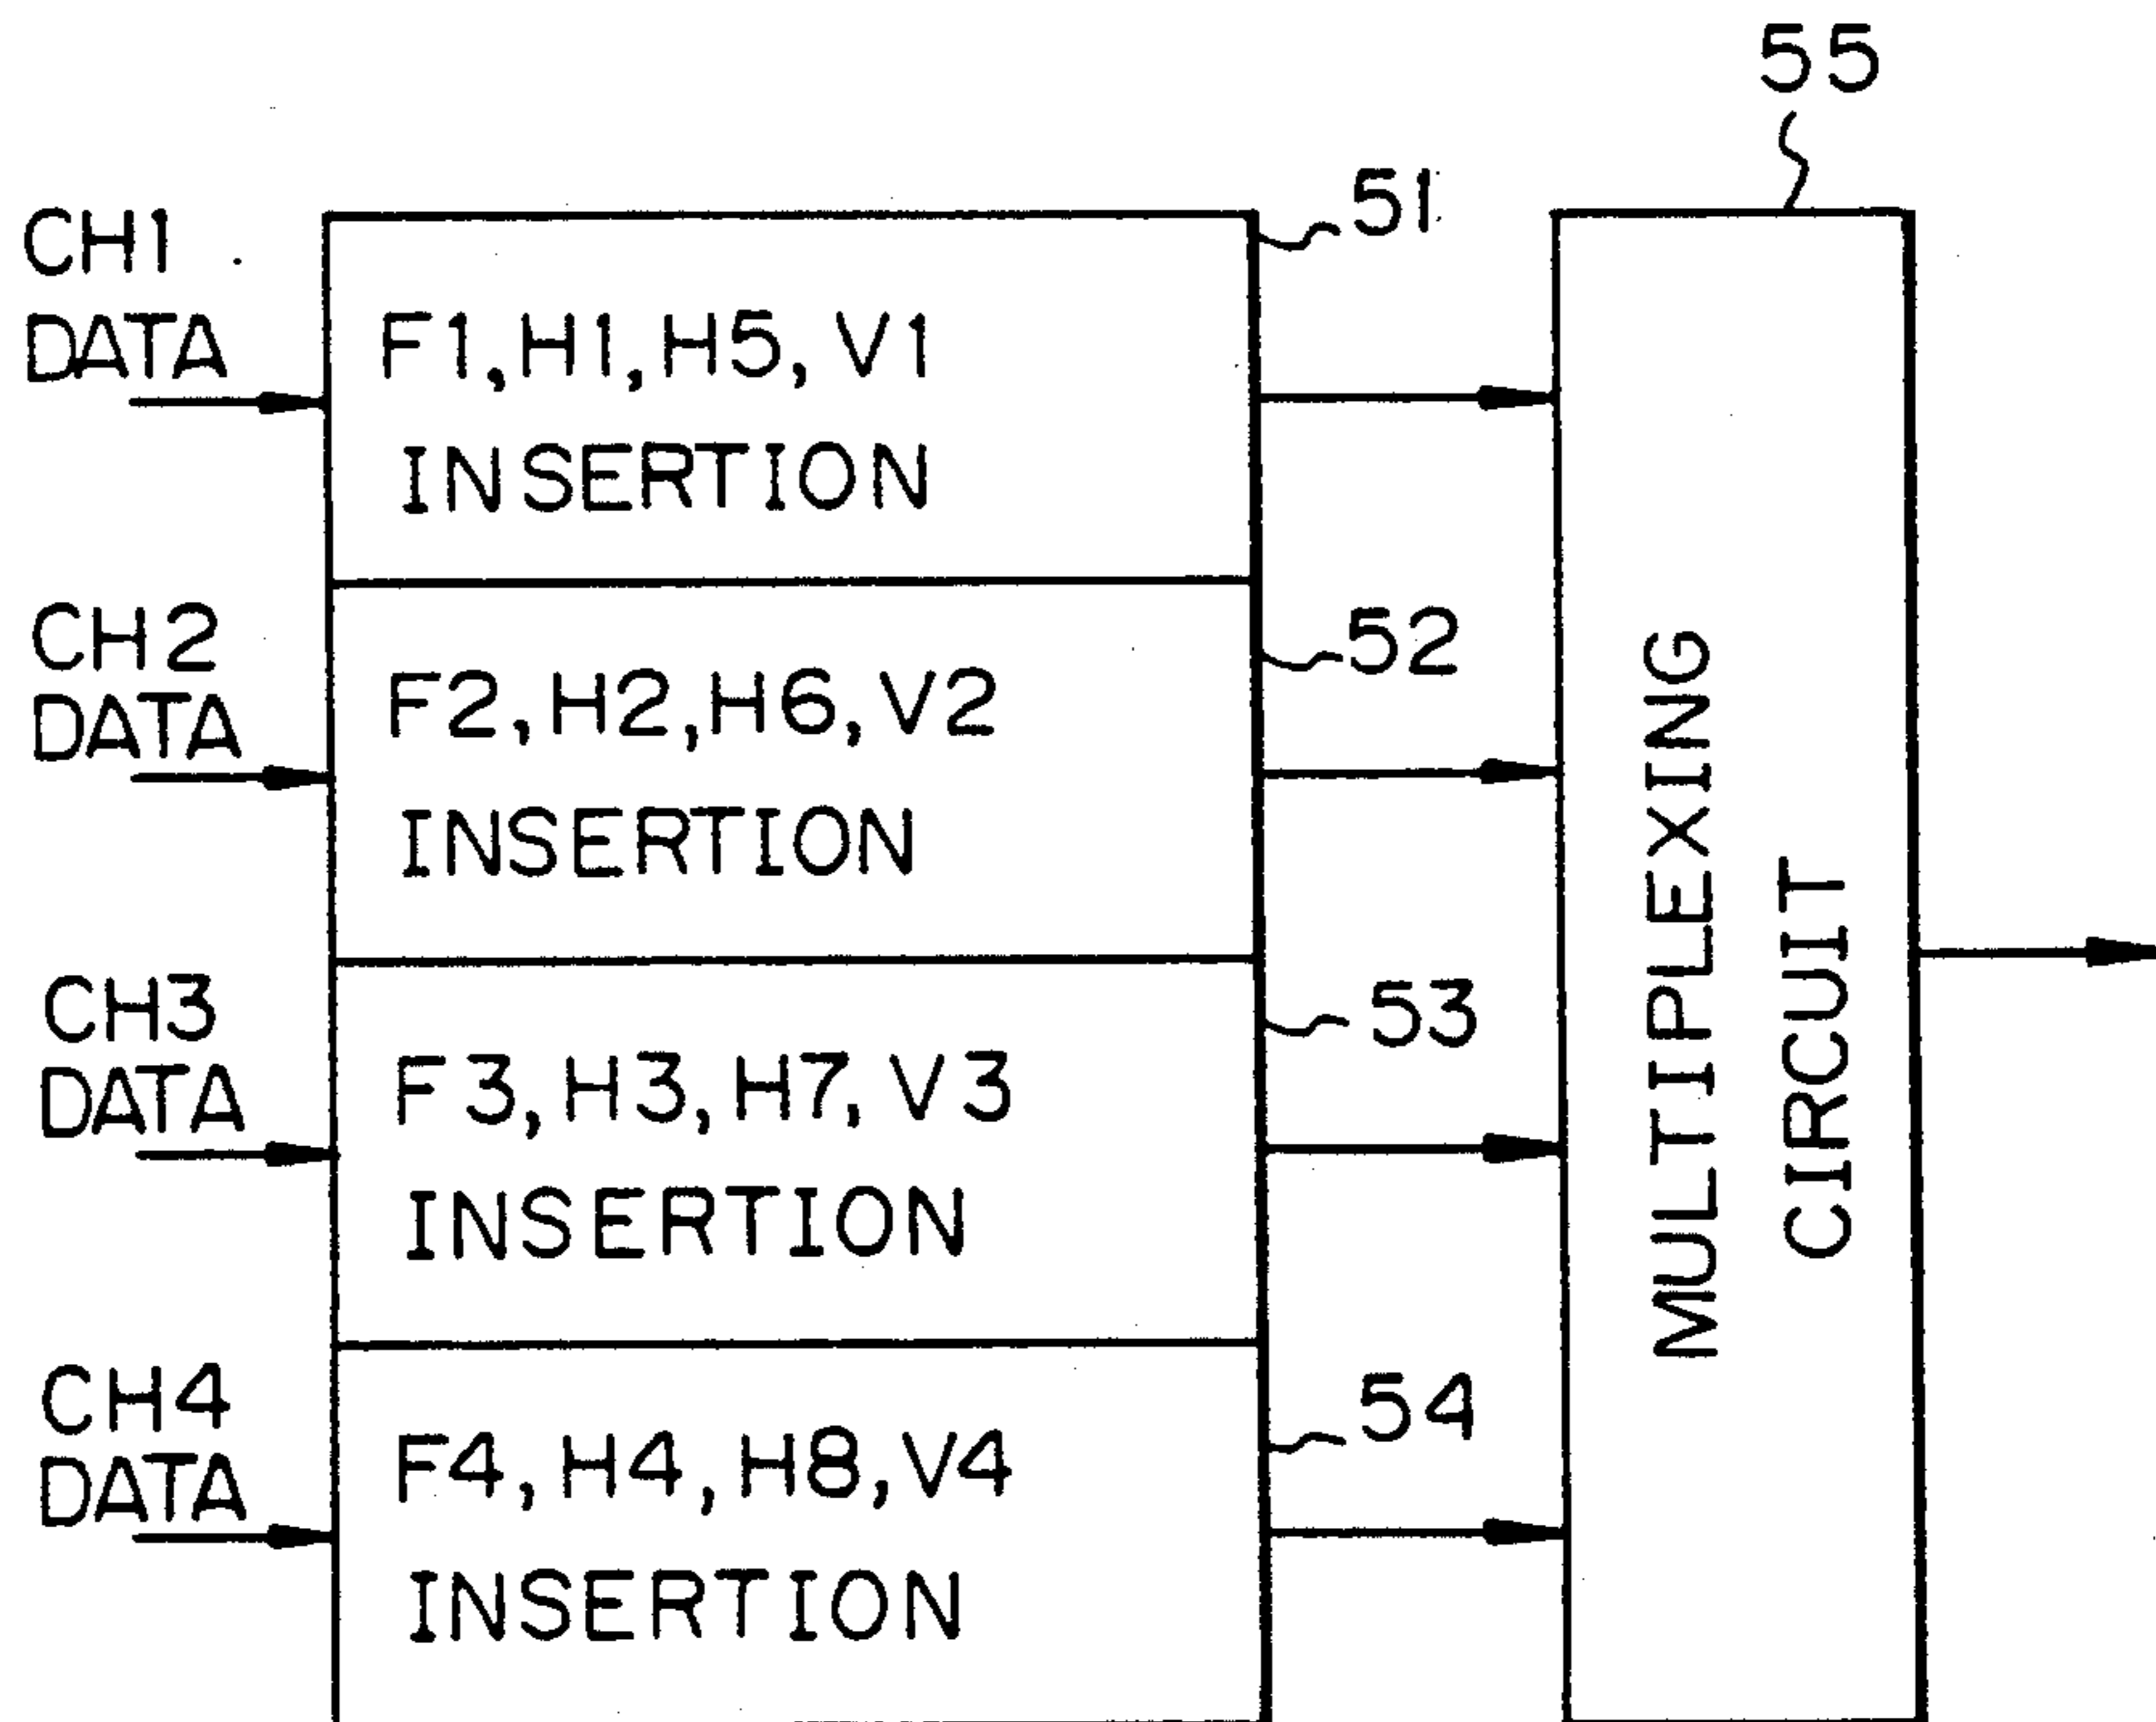 55
51
CH1
DATA
F1,H1,H5,V1
INSERTION
52
CH2
DATA
F2,H2,H6,V2
INSERTION
53
CH3
DATA
F3,H3,H7,V3
INSERTION
54
CH4
DATA
F4,H4,H8,V4
INSERTION
MULTIPLEXING
CIRCUIT